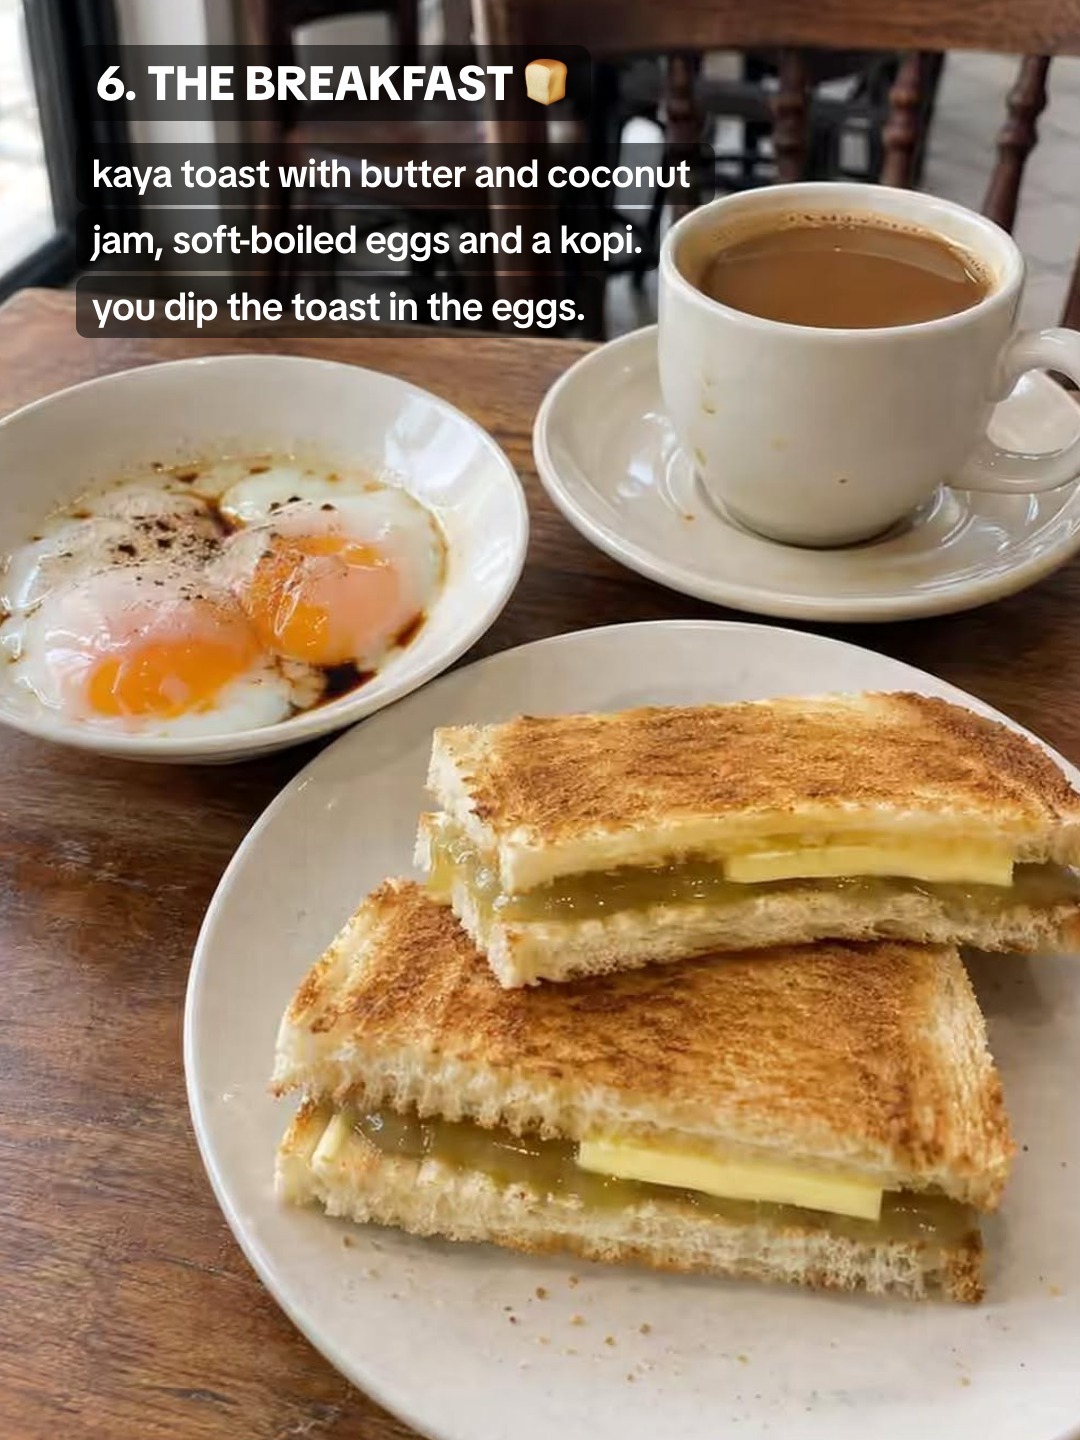 6. THE BREAKFAST 🍞
kaya toast with butter and coconut
jam, soft-boiled eggs and a kopi.
you dip the toast in the eggs.